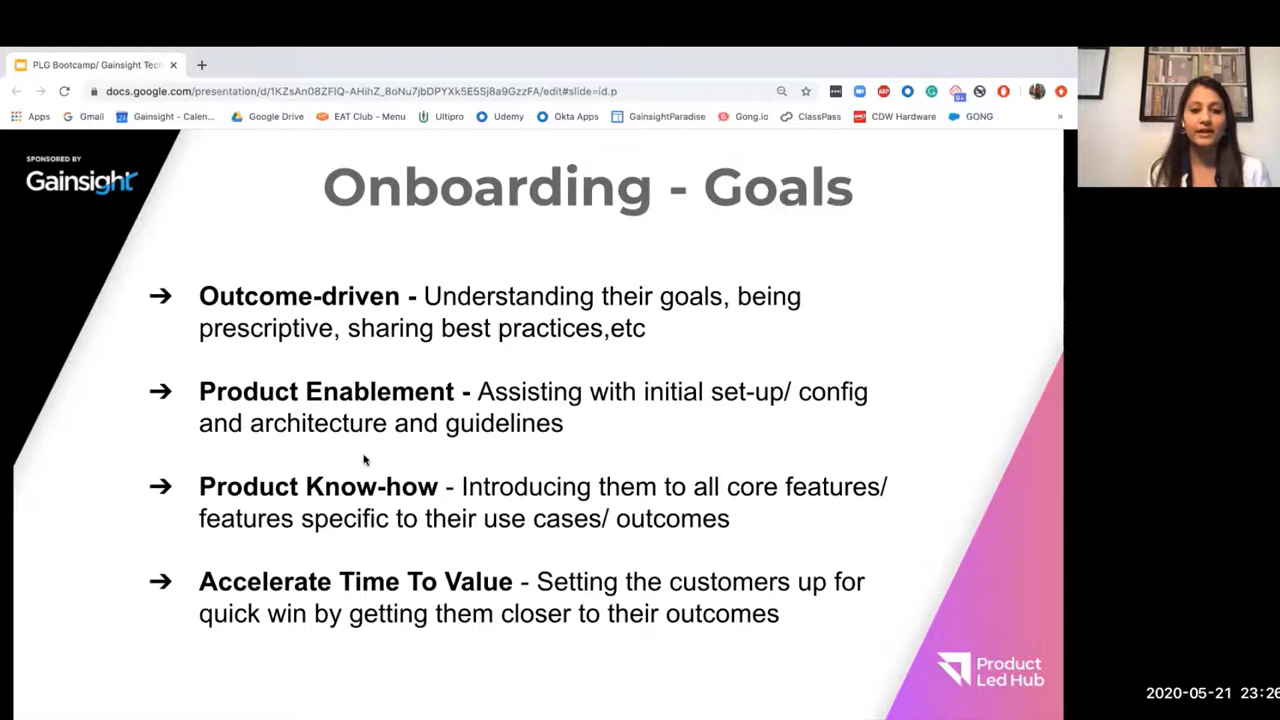 PLG Bootcamp/ Gainsight Tech
docs.google.com/presentation/d/1KZsAn08ZFIQ-AHihZ_8oNu7jbDPYXk5E5Sj8a9GzzFA/edit#slide=id.p
Apps Gmail Gainsight - Calen... Google Drive EAT Club - Menu Ultipro Udemy Okta Apps GainsightParadise Gong.io ClassPass CDW Hardware GONG »
SPONSORED BY
Gainsight
Onboarding - Goals
➔ Outcome-driven - Understanding their goals, being
prescriptive, sharing best practices,etc
➔ Product Enablement - Assisting with initial set-up/ config
and architecture and guidelines
➔ Product Know-how - Introducing them to all core features/
features specific to their use cases/ outcomes
➔ Accelerate Time To Value - Setting the customers up for
quick win by getting them closer to their outcomes
Product
Led Hub
2020-05-21 23:26